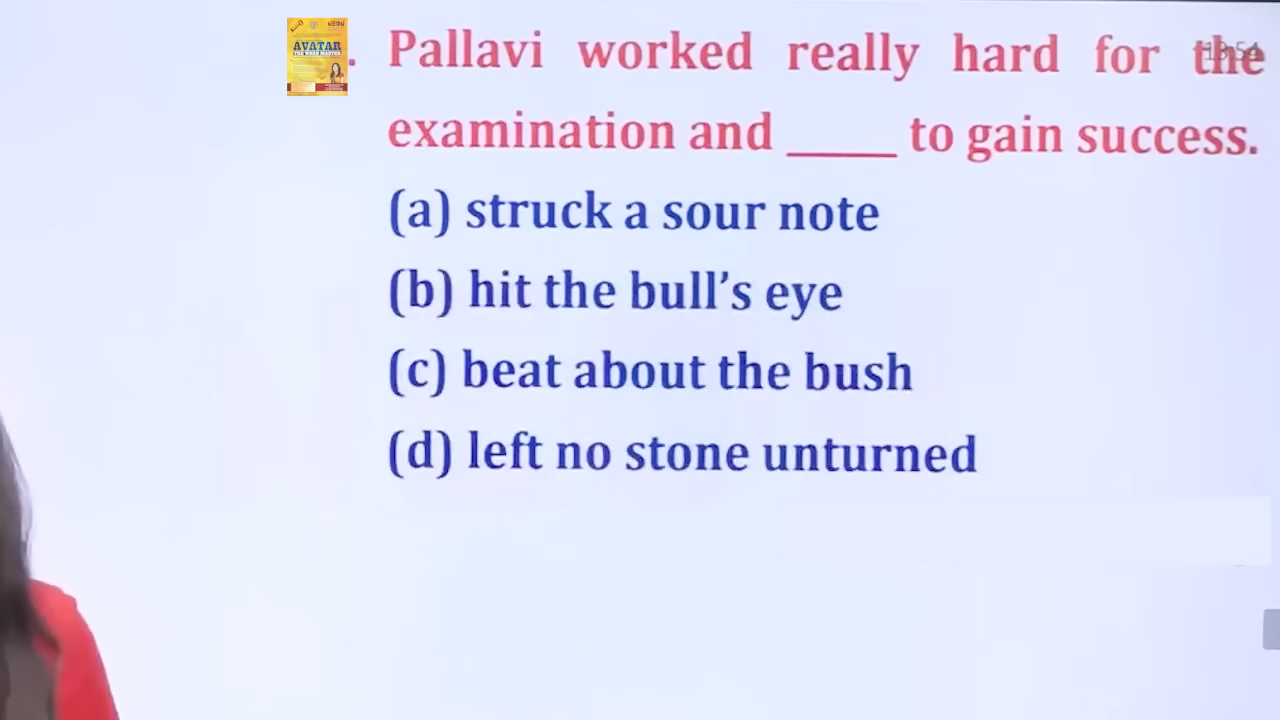 AVATAR
. Pallavi worked really hard for the
examination and _____ to gain success.
(a) struck a sour note
(b) hit the bull's eye
(c) beat about the bush
(d) left no stone unturned